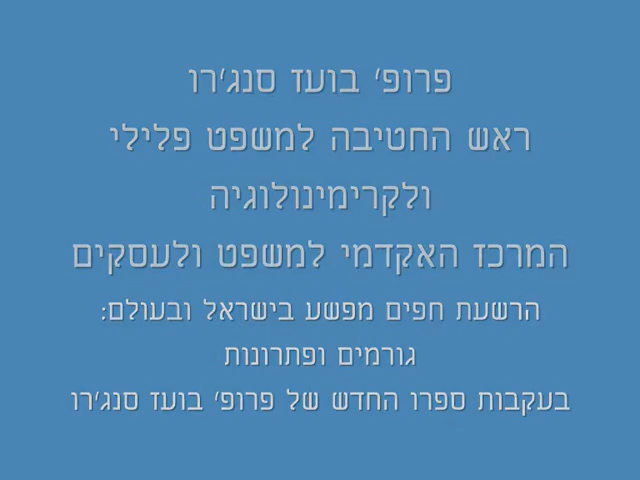 פרופ' בועז סנג'רו
ראש החטיבה למשפט פלילי
ולקרימינולוגיה
המרכז האקדמי למשפט ולעסקים
הרשעת חפים מפשע בישראל ובעולם:
גורמים ופתרונות
בעקבות ספרו החדש של פרופ' בועז סנג'רו